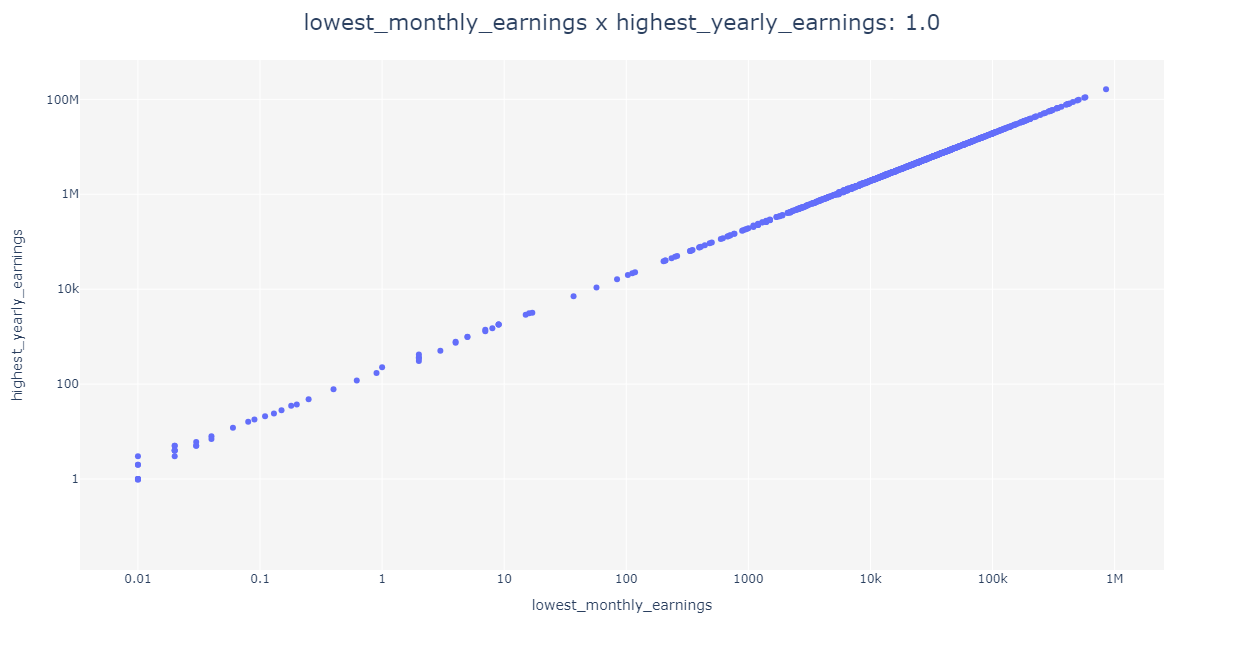 lowest_monthly_earnings x highest_yearly_earnings: 1.0
100M
1M
10k
100
1
highest_yearly_earnings
0.01 0.1 1 10 100 1000 10k 100k 1M
lowest_monthly_earnings